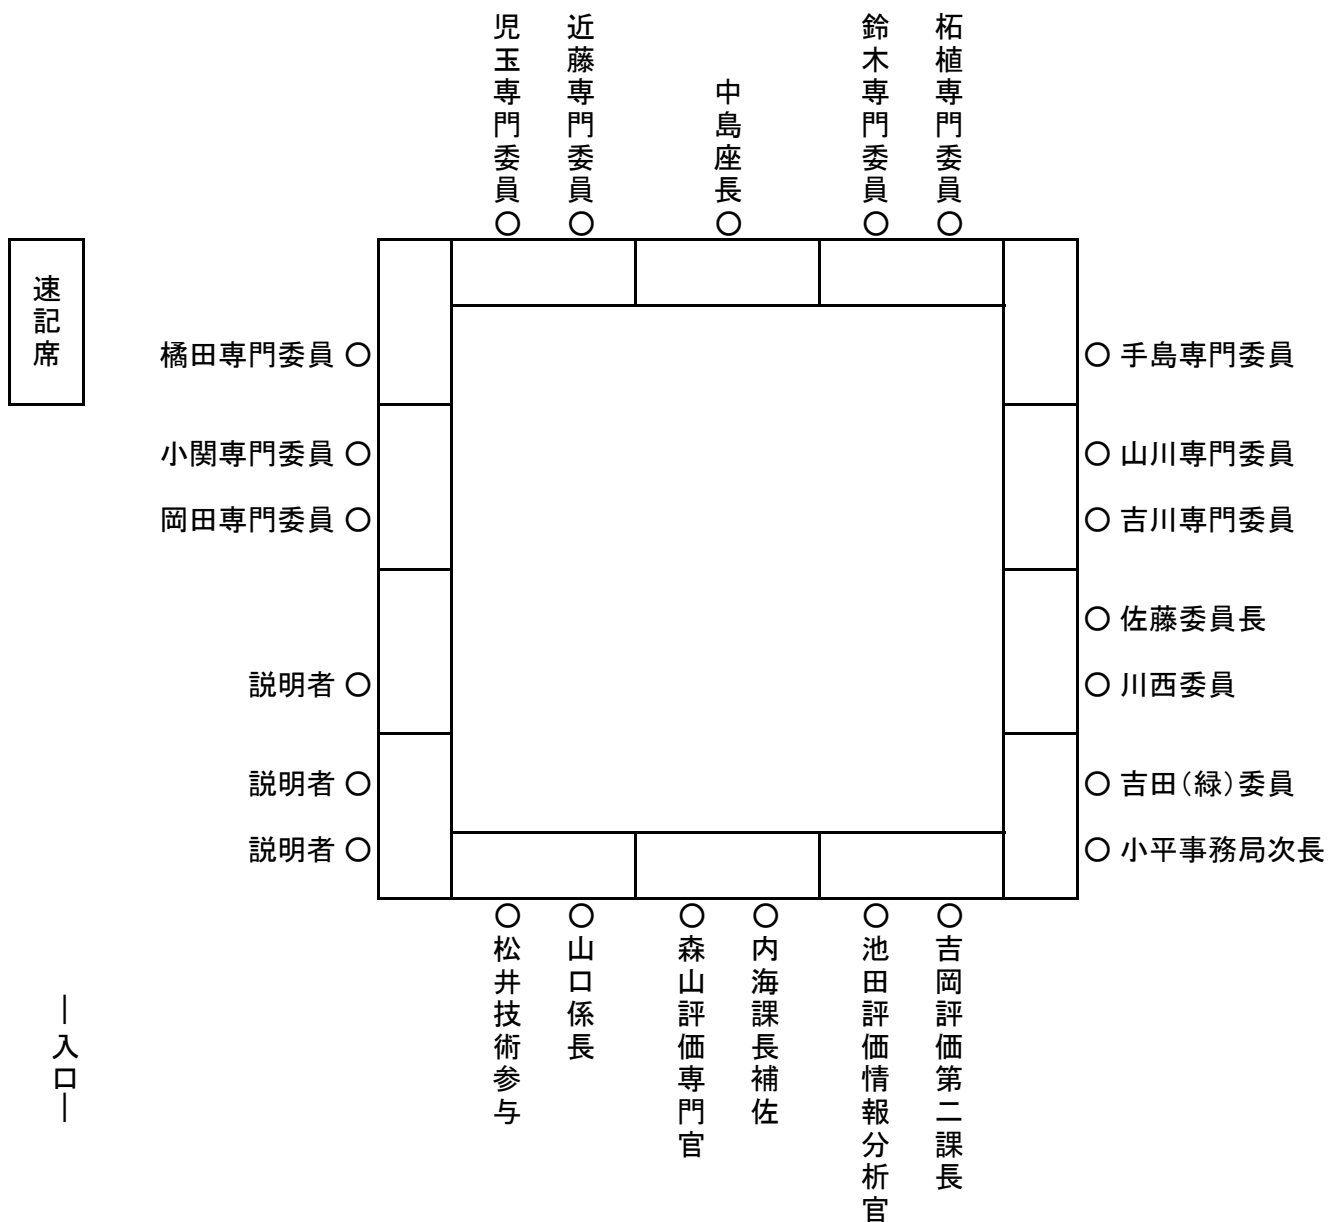 児玉専門委員
近藤専門委員
中島座長
鈴木専門委員
柘植専門委員
速記席
橘田専門委員
小関専門委員
岡田専門委員
説明者
説明者
説明者
手島専門委員
山川専門委員
吉川専門委員
佐藤委員長
川西委員
吉田(緑)委員
小平事務局次長
松井技術参与
山口係長
森山評価専門官
内海課長補佐
池田評価情報分析官
吉岡評価第二課長
―入口―